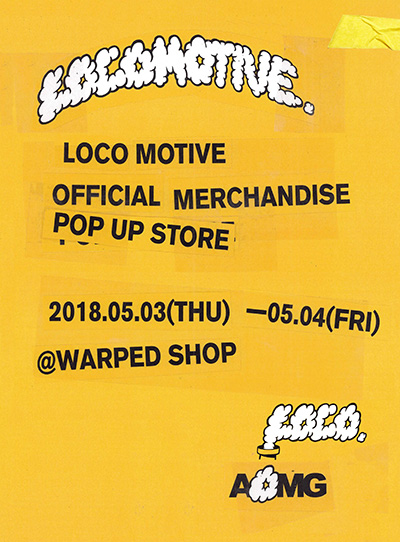 LOCOMOTIVE.
LOCO MOTIVE
OFFICIAL MERCHANDISE
POP UP STORE
2018.05.03(THU) —05.04(FRI)
@WARPED SHOP
LOCO.
AOMG